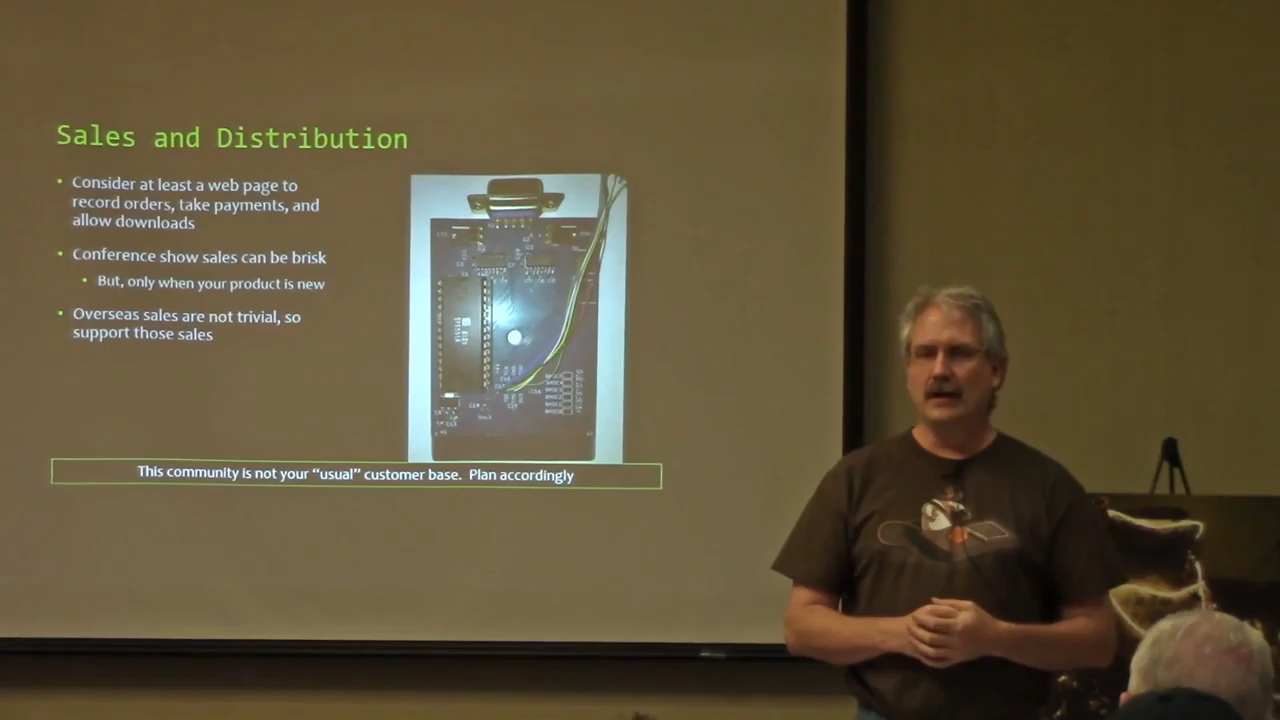 Sales and Distribution
• Consider at least a web page to
record orders, take payments, and
allow downloads
• Conference show sales can be brisk
• But, only when your product is new
• Overseas sales are not trivial, so
support those sales
This community is not your “usual” customer base. Plan accordingly